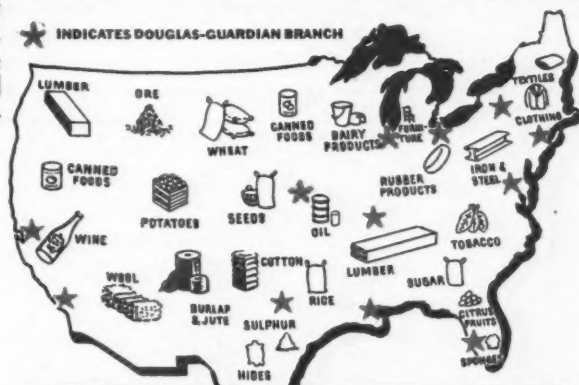 INDICATES DOUGLAS-GUARDIAN BRANCH
LUMBER
ORE
WHEAT
CANNED
FOODS
DAIRY
PRODUCTS
FURNI-
TURE
TEXTILES
CLOTHING
CANNED
FOODS
POTATOES
SEEDS
OIL
RUBBER
PRODUCTS
IRON &
STEEL
WINE
WOOL
BURLAP
& JUTE
COTTON
RICE
LUMBER
TOBACCO
SUGAR
SULPHUR
HIDES
CITRUS
FRUITS
SPONGES